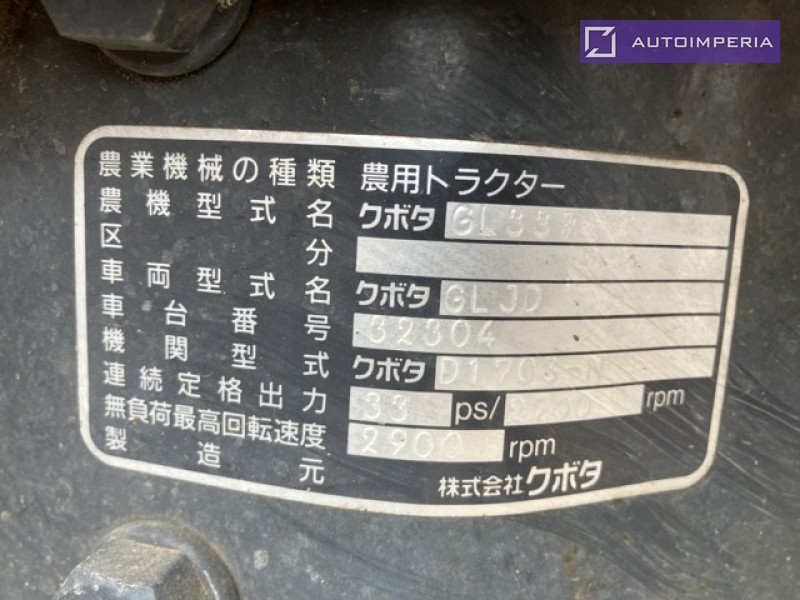 AUTOIMPERIA
農業機械の種類 農用トラクター
農機型式名 クボタ GL337
区分
車両型式名 クボタ GLJD
車台番号 32304
機関型式 クボタ D1703-N
連続定格出力 33 ps/ rpm
無負荷最高回転速度 2900 rpm
製造元 株式会社クボタ